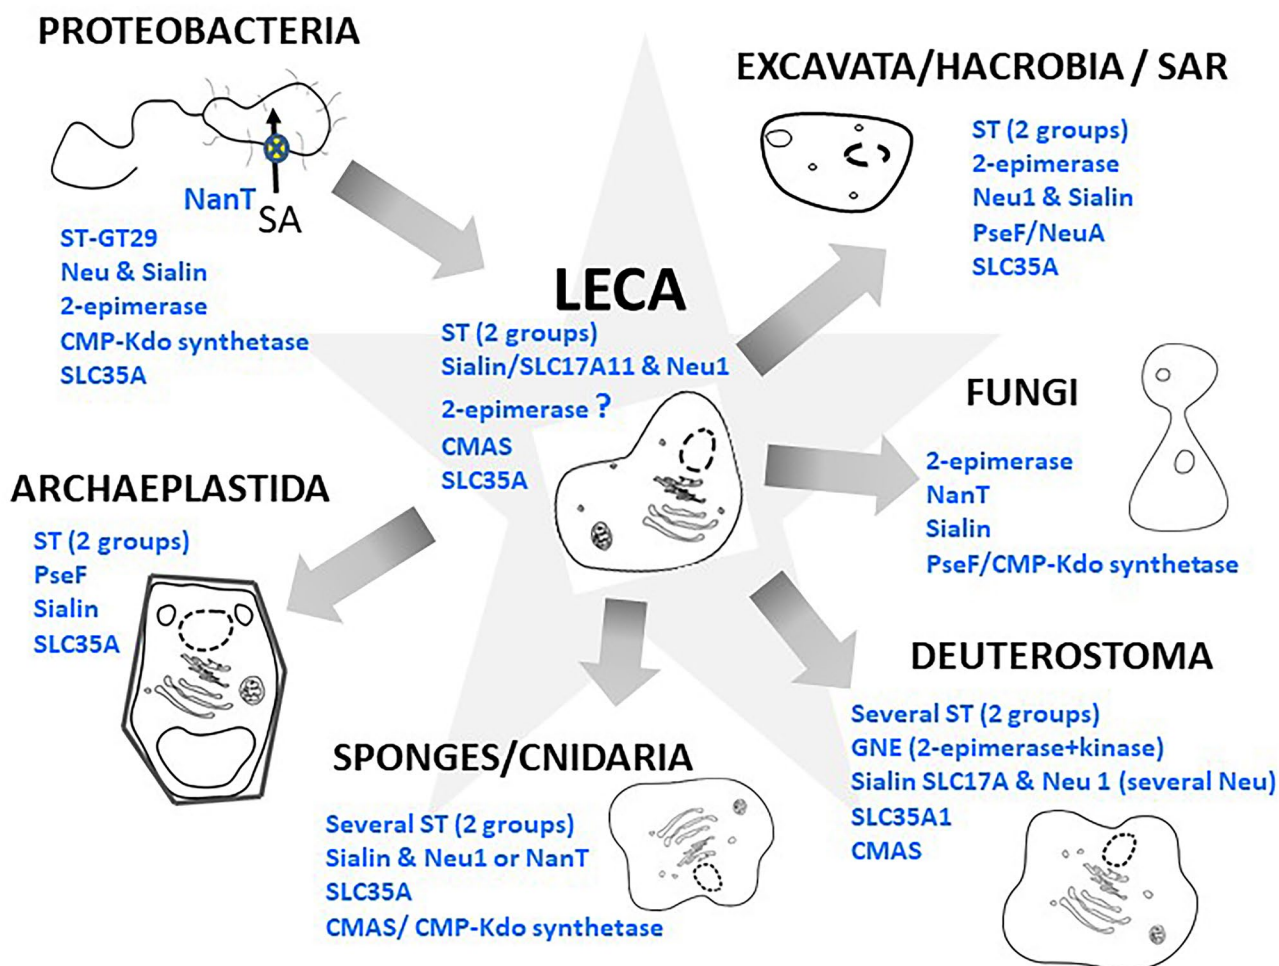 PROTEOBACTERIA
NanT
SA
ST-GT29
Neu & Sialin
2-epimerase
CMP-Kdo synthetase
SLC35A
EXCAVATA/HACROBIA / SAR
ST (2 groups)
2-epimerase
Neu1 & Sialin
PseF/NeuA
SLC35A
LECA
ST (2 groups)
Sialin/SLC17A11 & Neu1
2-epimerase ?
CMAS
SLC35A
FUNGI
2-epimerase
NanT
Sialin
PseF/CMP-Kdo synthetase
ARCHAEPLASTIDA
ST (2 groups)
PseF
Sialin
SLC35A
SPONGES/CNIDARIA
Several ST (2 groups)
Sialin & Neu1 or NanT
SLC35A
CMAS/ CMP-Kdo synthetase
DEUTEROSTOMA
Several ST (2 groups)
GNE (2-epimerase+kinase)
Sialin SLC17A & Neu 1 (several Neu)
SLC35A1
CMAS